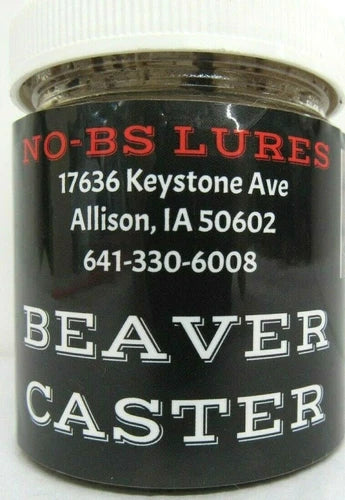 NO-BS LURES
17636 Keystone Ave
Allison, IA 50602
641-330-6008
BEAVER
CASTER